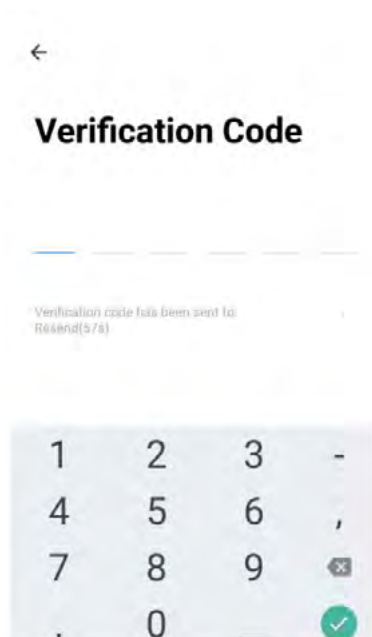 Verification Code
Verification code has been sent to:
Resend(57s)
1 2 3 -
4 5 6 ,
7 8 9
. 0